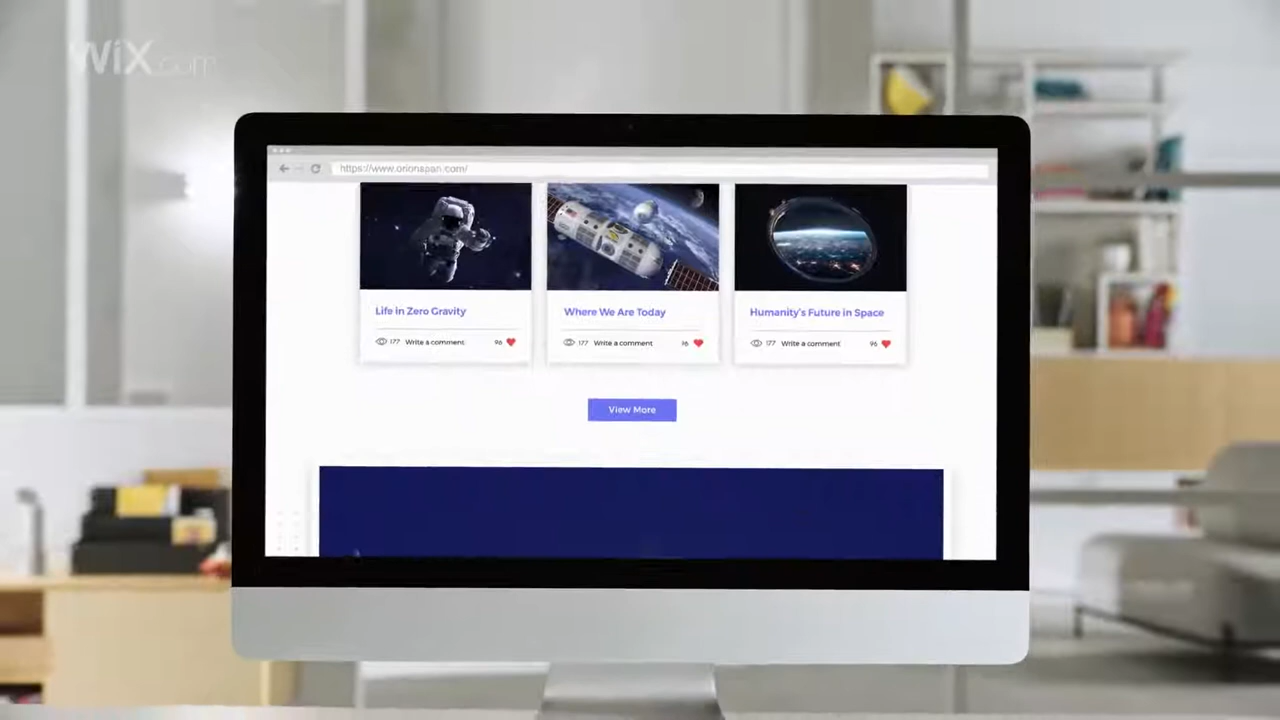 WiX.com
https://www.orionspan.com/
Life in Zero Gravity
Where We Are Today
Humanity's Future in Space
177 Write a comment 96
177 Write a comment 96
177 Write a comment 96
View More